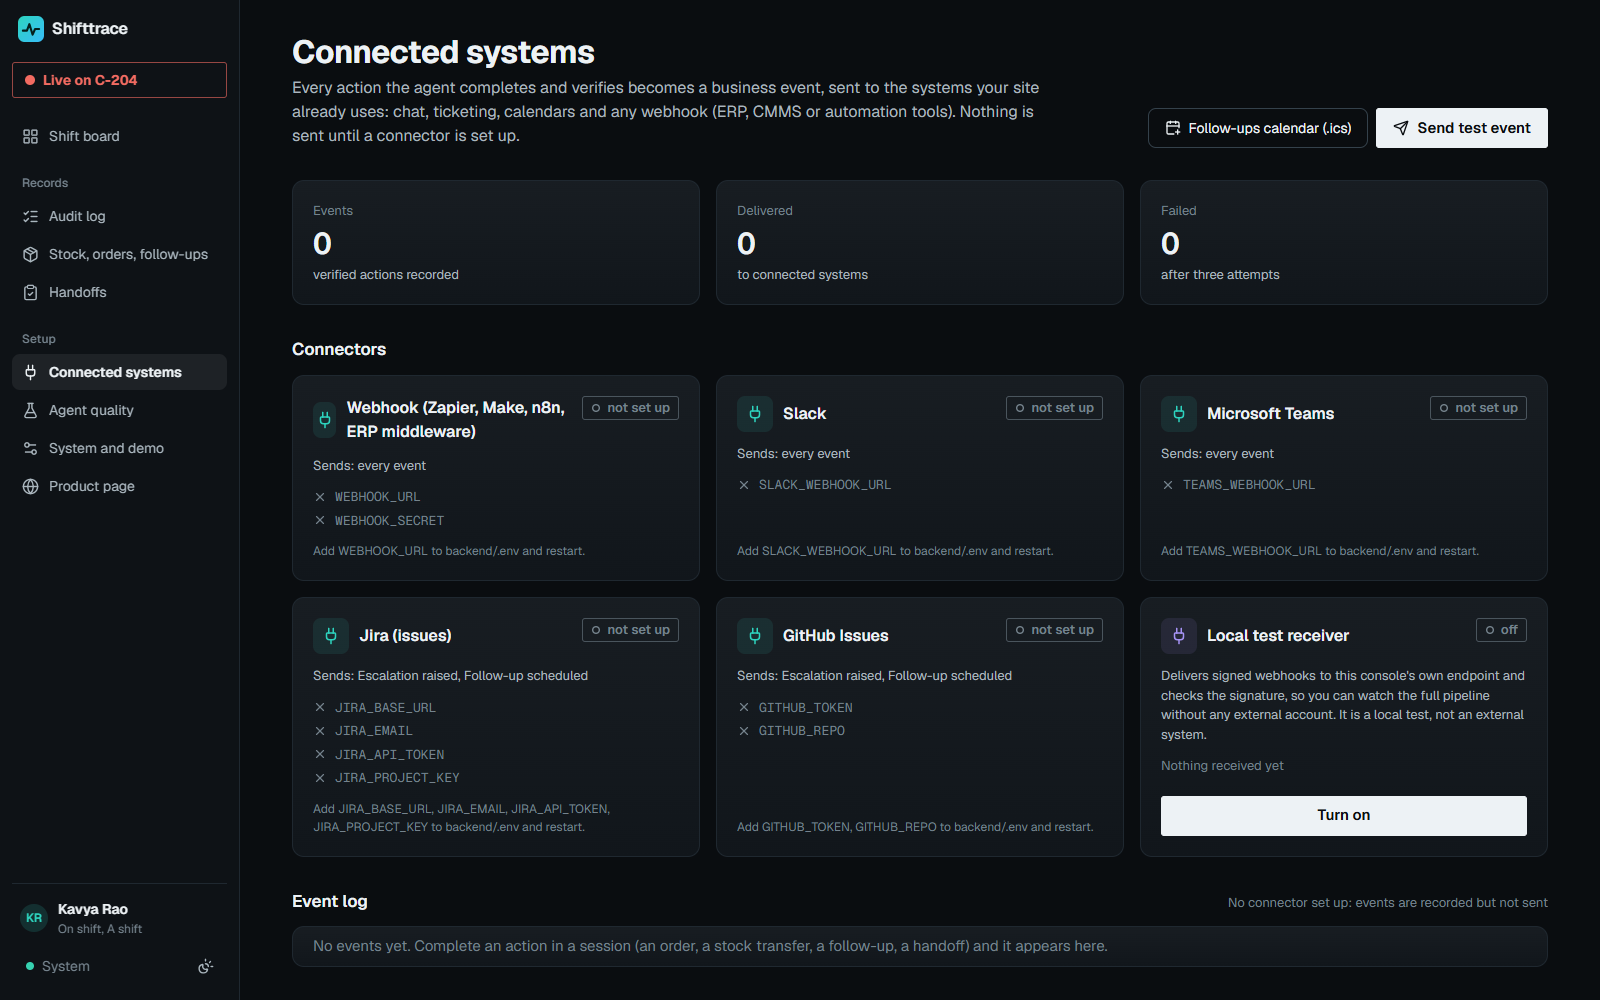 Shifttrace
Live on C-204
Shift board
Records
Audit log
Stock, orders, follow-ups
Handoffs
Setup
Connected systems
Agent quality
System and demo
Product page
KR
Kavya Rao
On shift, A shift
System
Connected systems
Every action the agent completes and verifies becomes a business event, sent to the systems your site
already uses: chat, ticketing, calendars and any webhook (ERP, CMMS or automation tools). Nothing is
sent until a connector is set up.
Follow-ups calendar (.ics)
Send test event
Events
0
verified actions recorded
Delivered
0
to connected systems
Failed
0
after three attempts
Connectors
Webhook (Zapier, Make, n8n,
ERP middleware)
not set up
Sends: every event
WEBHOOK_URL
WEBHOOK_SECRET
Add WEBHOOK_URL to backend/.env and restart.
Slack
not set up
Sends: every event
SLACK_WEBHOOK_URL
Add SLACK_WEBHOOK_URL to backend/.env and restart.
Microsoft Teams
not set up
Sends: every event
TEAMS_WEBHOOK_URL
Add TEAMS_WEBHOOK_URL to backend/.env and restart.
Jira (issues)
not set up
Sends: Escalation raised, Follow-up scheduled
JIRA_BASE_URL
JIRA_EMAIL
JIRA_API_TOKEN
JIRA_PROJECT_KEY
Add JIRA_BASE_URL, JIRA_EMAIL, JIRA_API_TOKEN,
JIRA_PROJECT_KEY to backend/.env and restart.
GitHub Issues
not set up
Sends: Escalation raised, Follow-up scheduled
GITHUB_TOKEN
GITHUB_REPO
Add GITHUB_TOKEN, GITHUB_REPO to backend/.env and restart.
Local test receiver
off
Delivers signed webhooks to this console's own endpoint and
checks the signature, so you can watch the full pipeline
without any external account. It is a local test, not an external
system.
Nothing received yet
Turn on
Event log
No connector set up: events are recorded but not sent
No events yet. Complete an action in a session (an order, a stock transfer, a follow-up, a handoff) and it appears here.